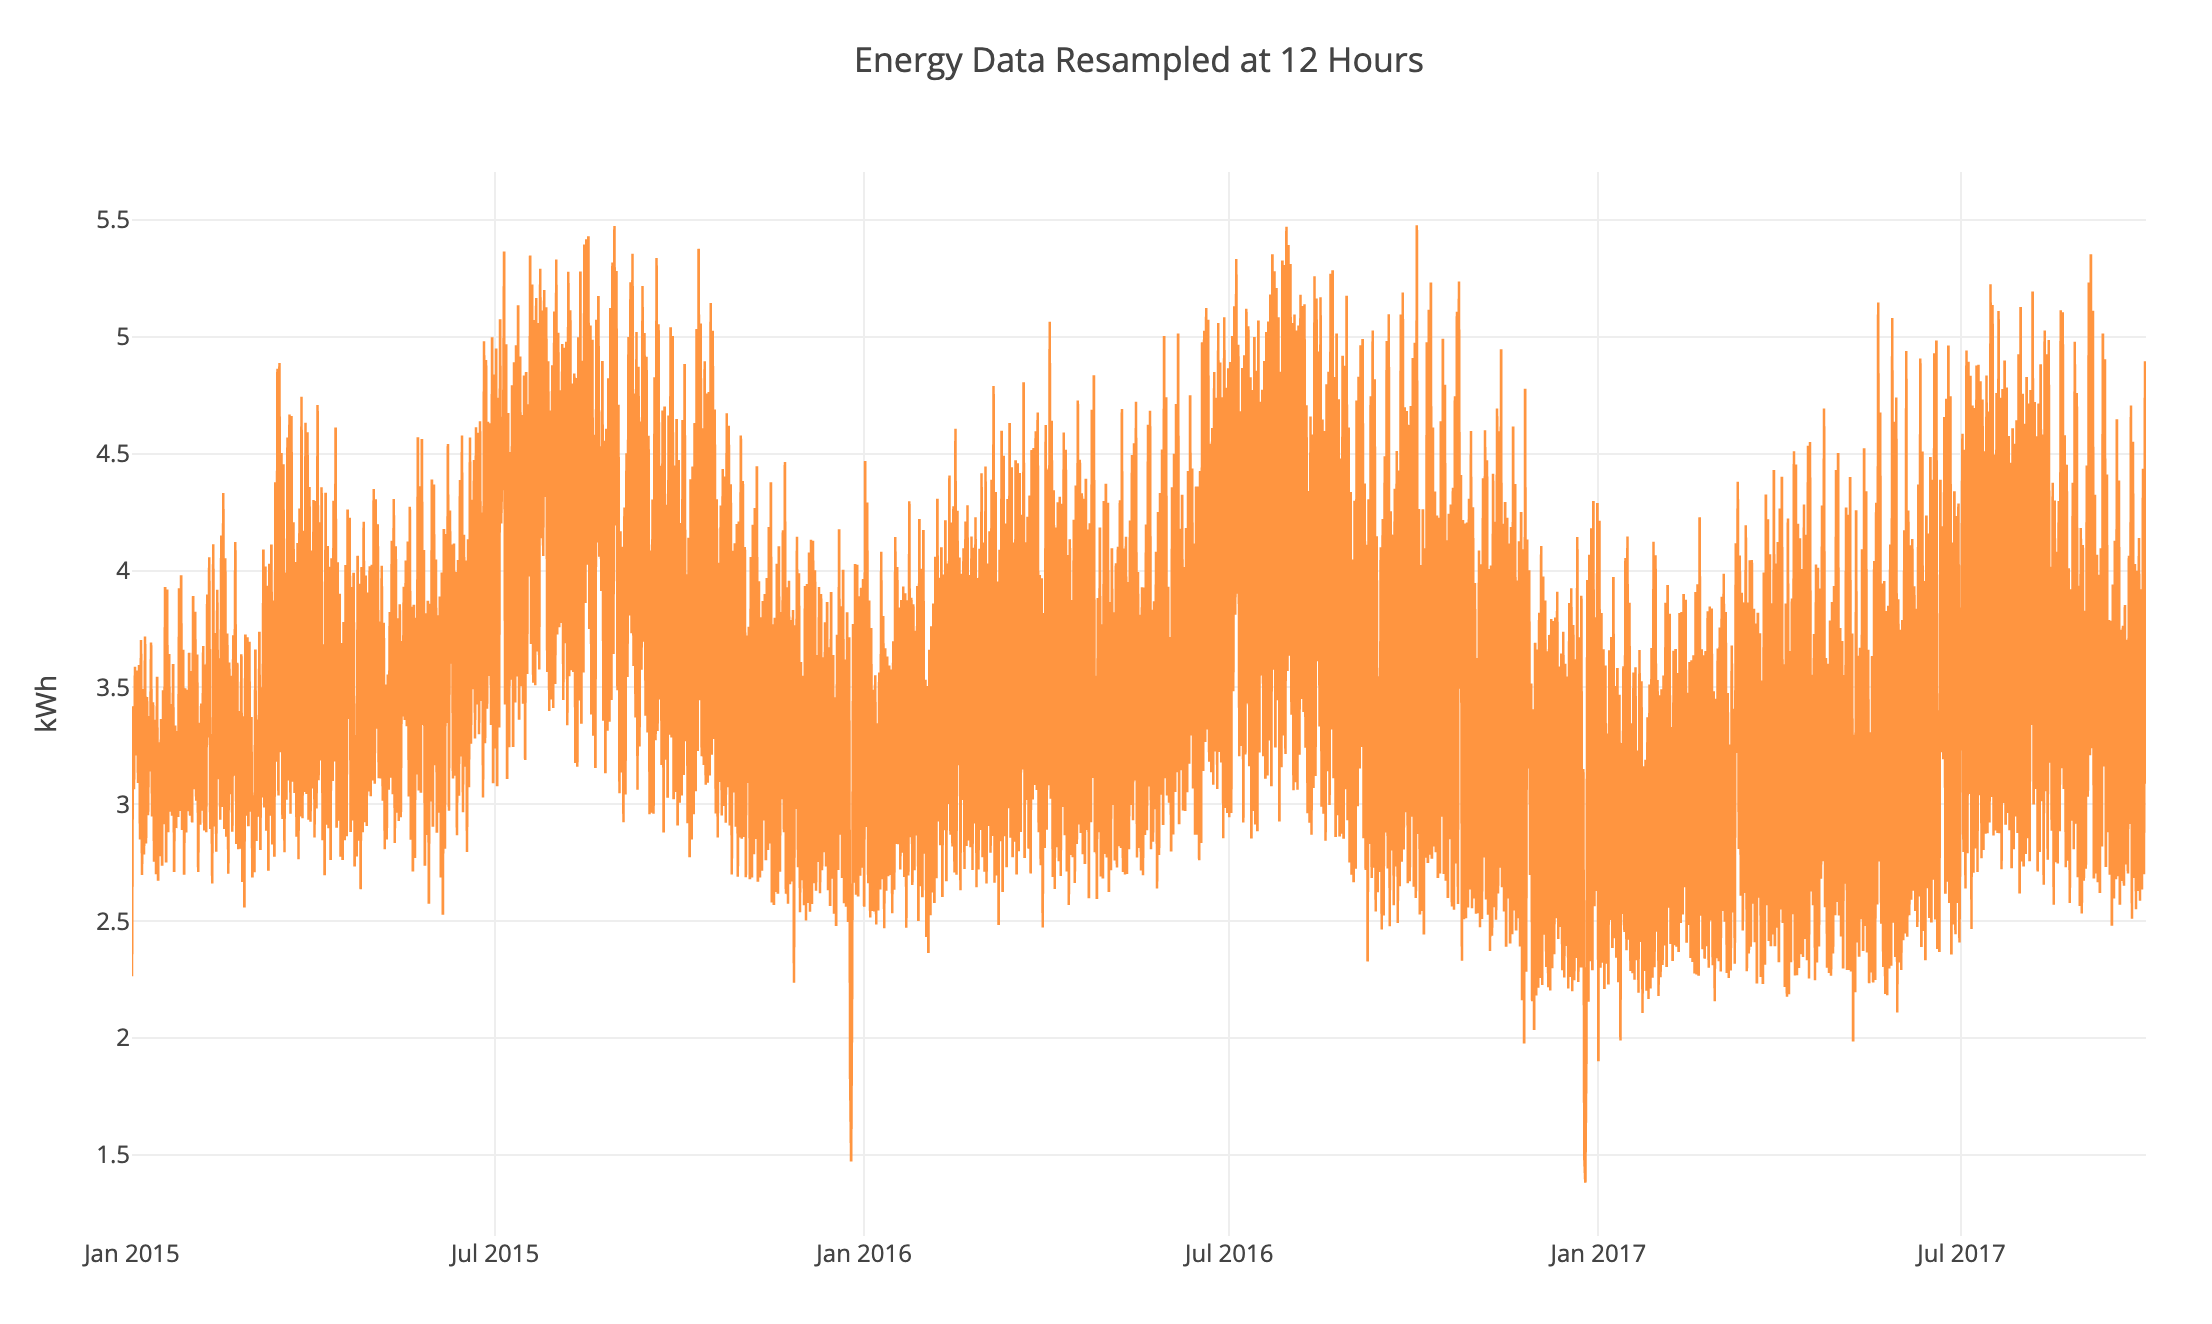 Energy Data Resampled at 12 Hours
5.5
5
4.5
4
3.5
3
2.5
2
1.5
kWh
Jan 2015
Jul 2015
Jan 2016
Jul 2016
Jan 2017
Jul 2017